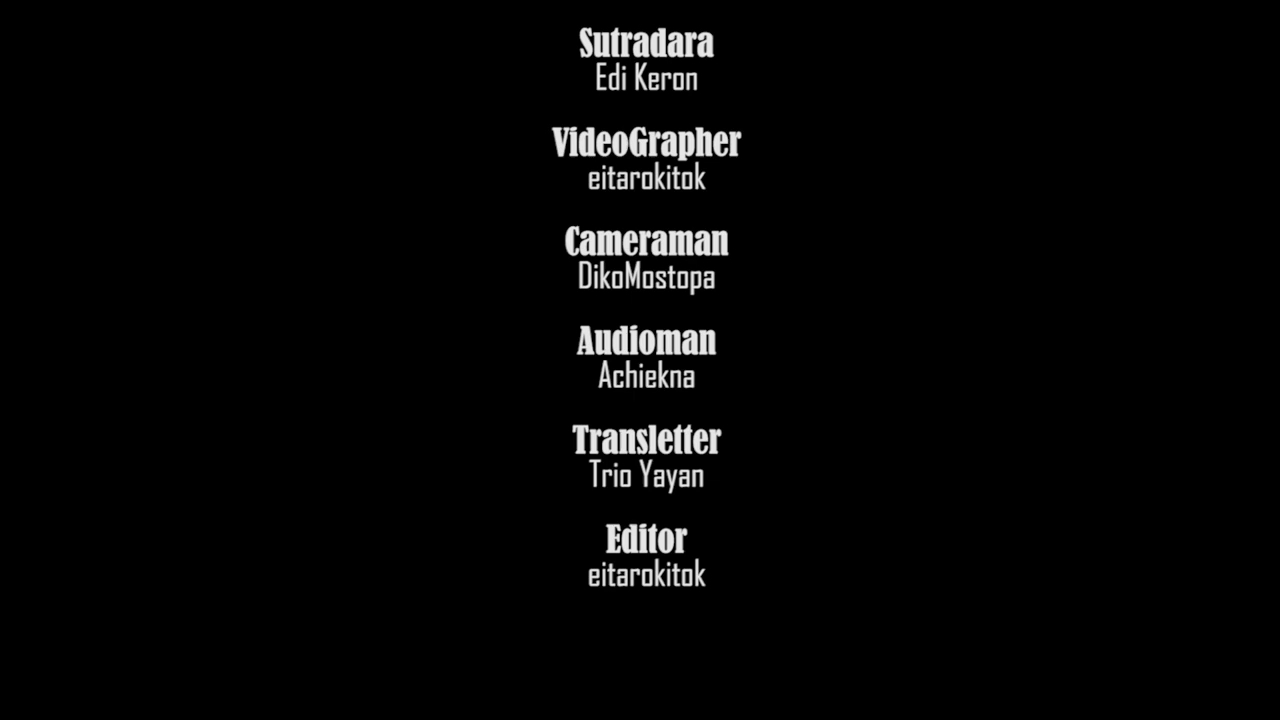 Sutradara
Edi Keron
VideoGrapher
eitarokitok
Cameraman
DikoMostopa
Audioman
Achiekna
Transletter
Trio Yayan
Editor
eitarokitok